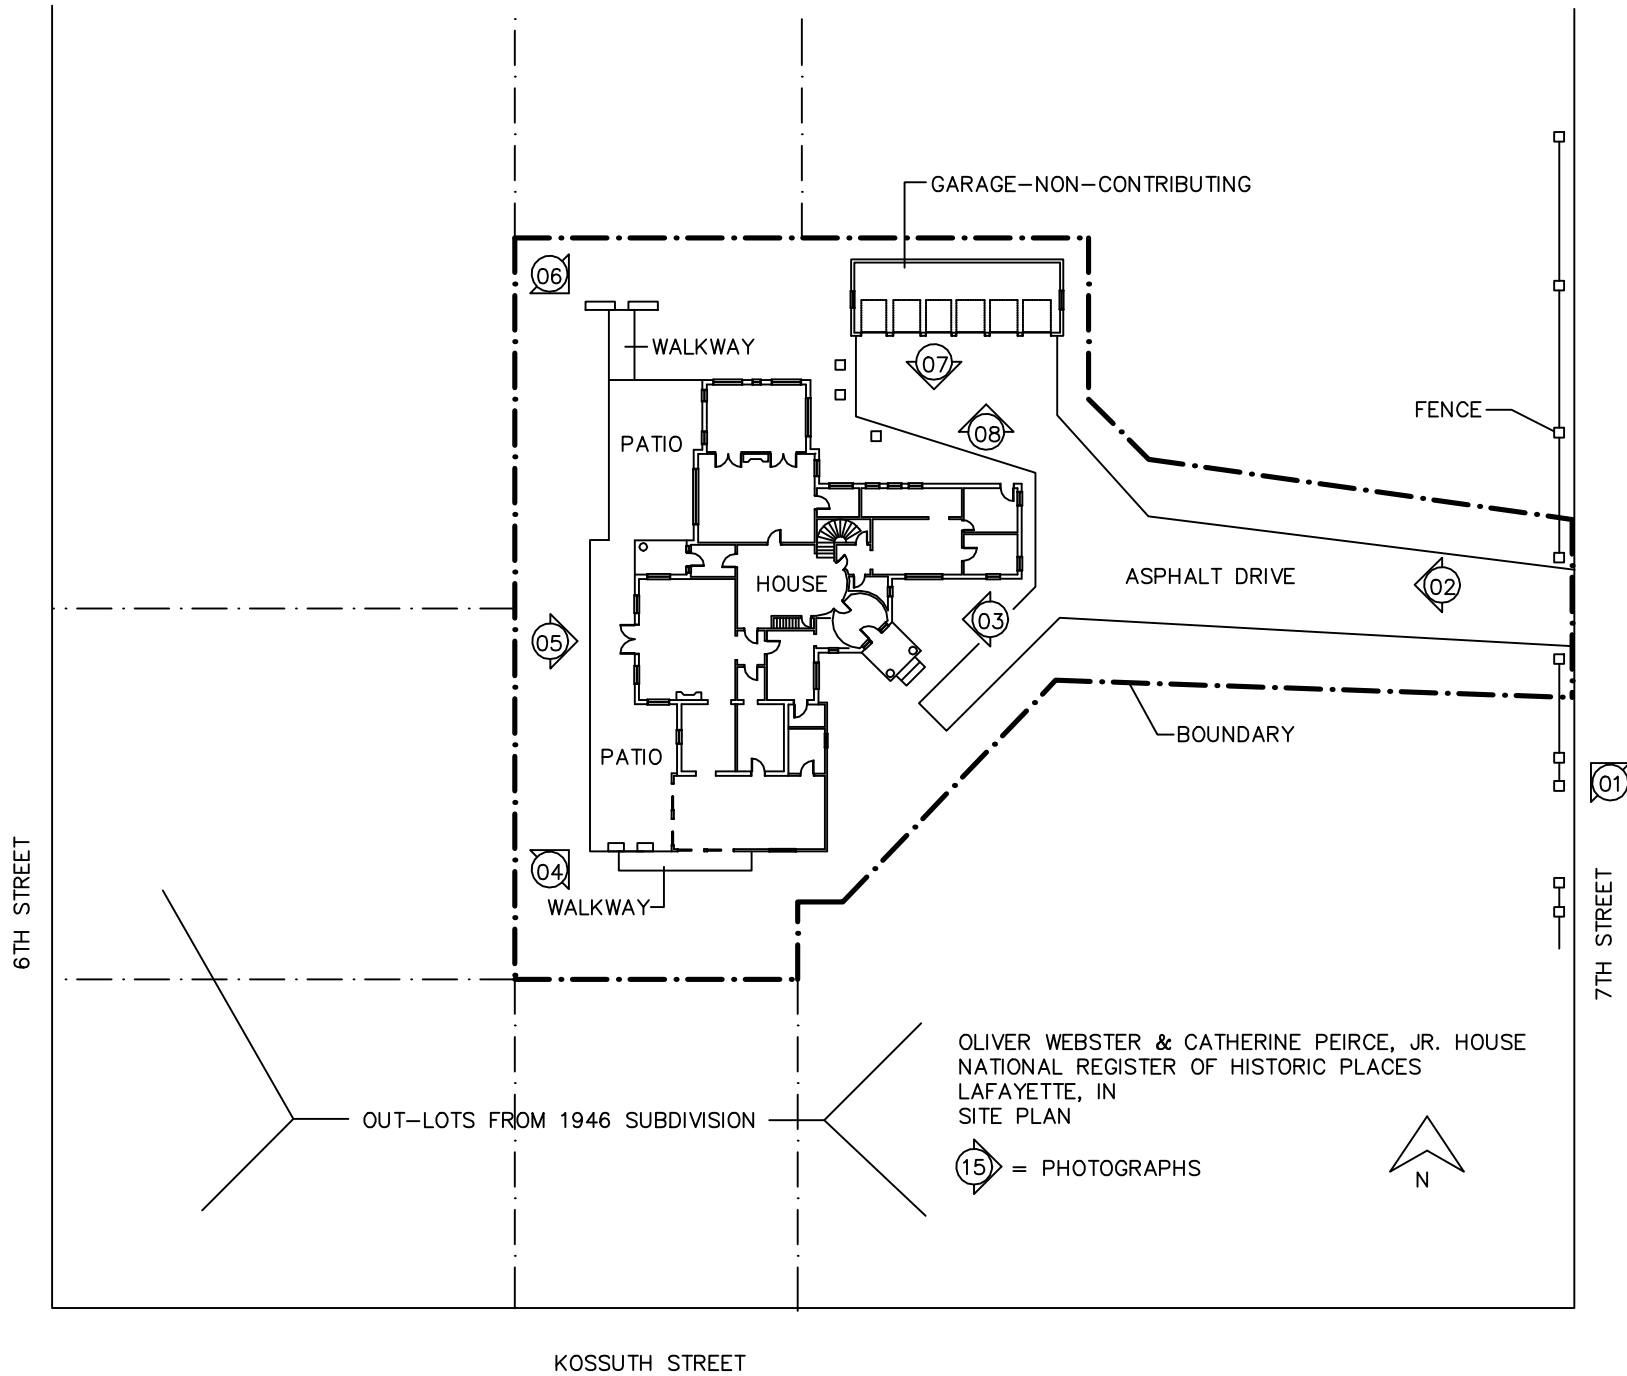 GARAGE-NON-CONTRIBUTING
06
WALKWAY
07
FENCE
08
PATIO
HOUSE
ASPHALT DRIVE
02
03
05
BOUNDARY
PATIO
01
04
WALKWAY
6TH STREET
7TH STREET
OLIVER WEBSTER & CATHERINE PEIRCE, JR. HOUSE
NATIONAL REGISTER OF HISTORIC PLACES
LAFAYETTE, IN
SITE PLAN
OUT-LOTS FROM 1946 SUBDIVISION
15 = PHOTOGRAPHS
N
KOSSUTH STREET